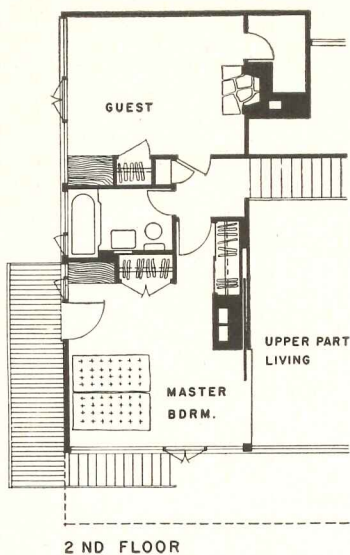 GUEST
UPPER PART
LIVING
MASTER
BDRM.
2 ND FLOOR